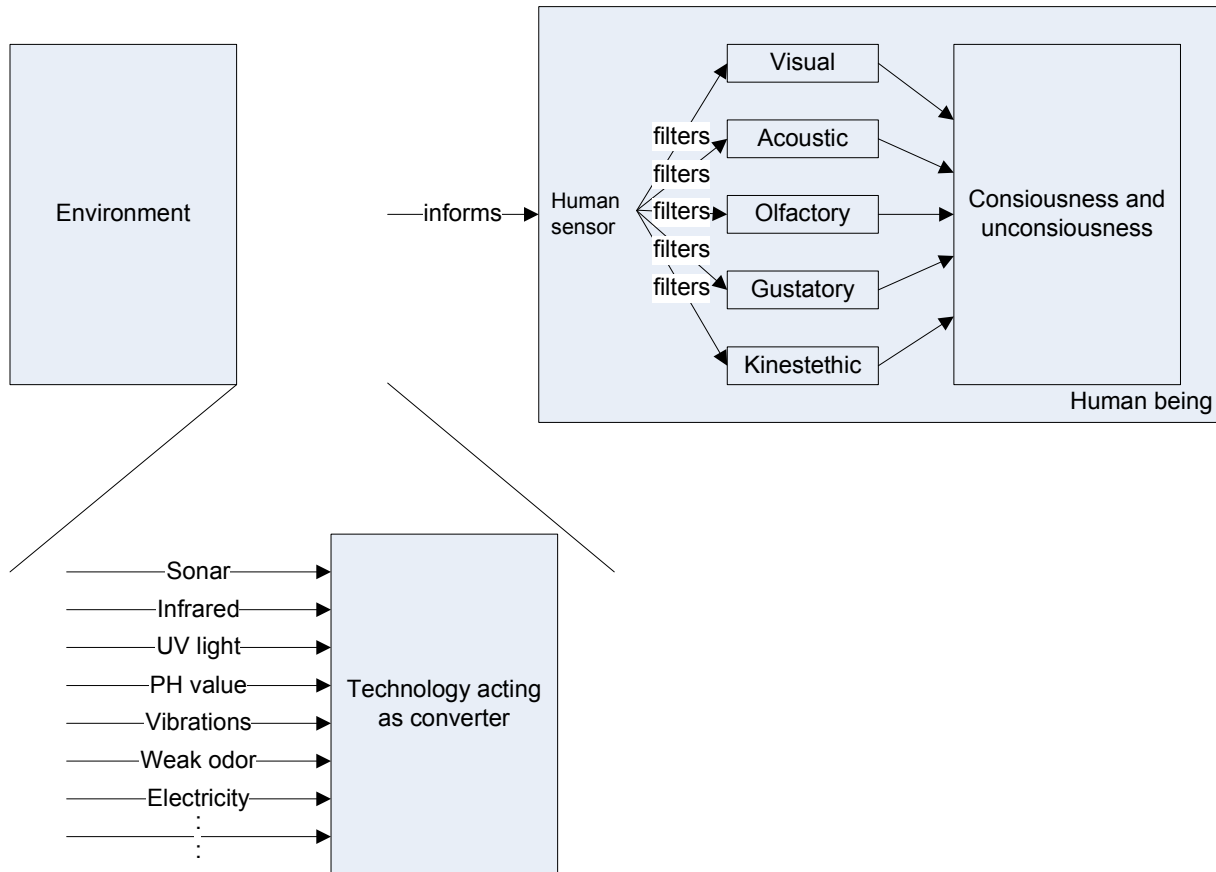 Environment
informs
Human
sensor
filters
filters
filters
filters
filters
Visual
Acoustic
Olfactory
Gustatory
Kinestethic
Consiousness and
unconsiousness
Human being
Sonar
Infrared
UV light
PH value
Vibrations
Weak odor
Electricity
Technology acting
as converter